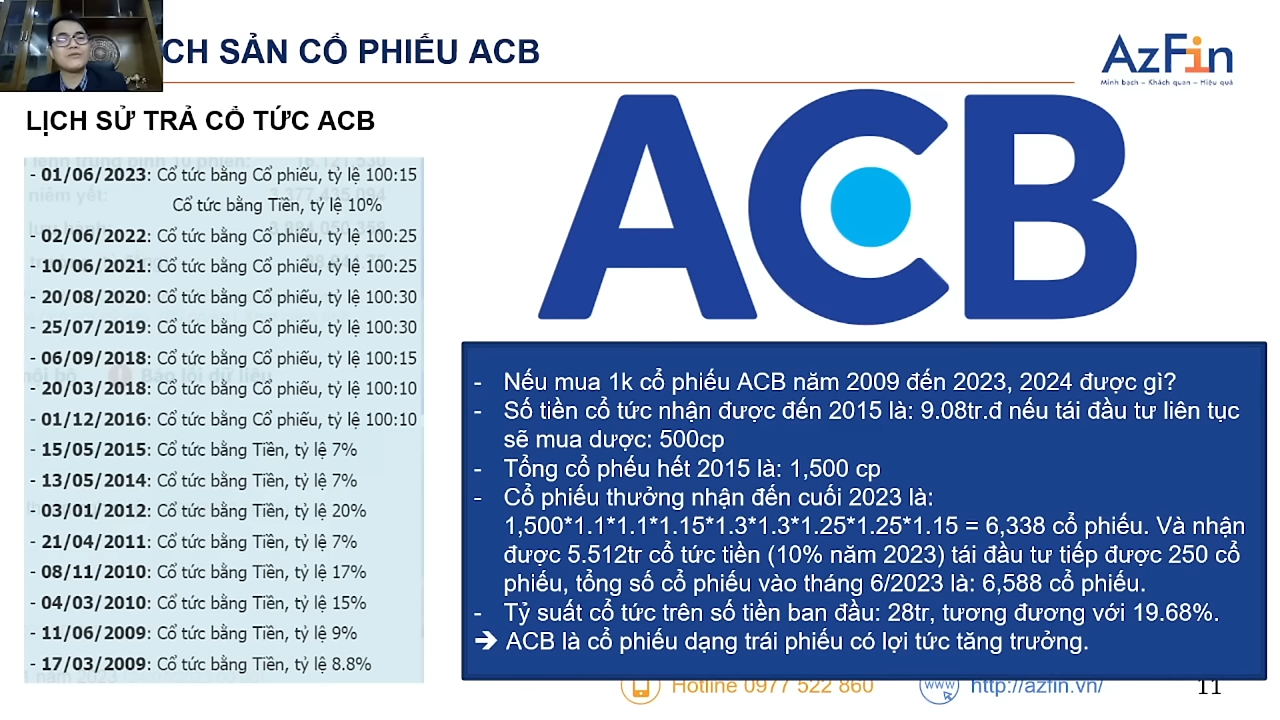 CH SẢN CỔ PHIẾU ACB
AzFin
Minh bạch – Khách quan – Hiệu quả
LỊCH SỬ TRẢ CỔ TỨC ACB
ACB
- 01/06/2023: Cổ tức bằng Cổ phiếu, tỷ lệ 100:15
Cổ tức bằng Tiền, tỷ lệ 10%
- 02/06/2022: Cổ tức bằng Cổ phiếu, tỷ lệ 100:25
- 10/06/2021: Cổ tức bằng Cổ phiếu, tỷ lệ 100:25
- 20/08/2020: Cổ tức bằng Cổ phiếu, tỷ lệ 100:30
- 25/07/2019: Cổ tức bằng Cổ phiếu, tỷ lệ 100:30
- 06/09/2018: Cổ tức bằng Cổ phiếu, tỷ lệ 100:15
- 20/03/2018: Cổ tức bằng Cổ phiếu, tỷ lệ 100:10
- 01/12/2016: Cổ tức bằng Cổ phiếu, tỷ lệ 100:10
- 15/05/2015: Cổ tức bằng Tiền, tỷ lệ 7%
- 13/05/2014: Cổ tức bằng Tiền, tỷ lệ 7%
- 03/01/2012: Cổ tức bằng Tiền, tỷ lệ 20%
- 21/04/2011: Cổ tức bằng Tiền, tỷ lệ 7%
- 08/11/2010: Cổ tức bằng Tiền, tỷ lệ 17%
- 04/03/2010: Cổ tức bằng Tiền, tỷ lệ 15%
- 11/06/2009: Cổ tức bằng Tiền, tỷ lệ 9%
- 17/03/2009: Cổ tức bằng Tiền, tỷ lệ 8.8%
- Nếu mua 1k cổ phiếu ACB năm 2009 đến 2023, 2024 được gì?
- Số tiền cổ tức nhận được đến 2015 là: 9.08tr.đ nếu tái đầu tư liên tục
sẽ mua dược: 500cp
- Tổng cổ phếu hết 2015 là: 1,500 cp
- Cổ phiếu thưởng nhận đến cuối 2023 là:
1,500*1.1*1.1*1.15*1.3*1.3*1.25*1.25*1.15 = 6,338 cổ phiếu. Và nhận
được 5.512tr cổ tức tiền (10% năm 2023) tái đầu tư tiếp được 250 cổ
phiếu, tổng số cổ phiếu vào tháng 6/2023 là: 6,588 cổ phiếu.
- Tỷ suất cổ tức trên số tiền ban đầu: 28tr, tương đương với 19.68%.
➔ ACB là cổ phiếu dạng trái phiếu có lợi tức tăng trưởng.
Hotline 0977 522 860
www
http://azfin.vn/
11